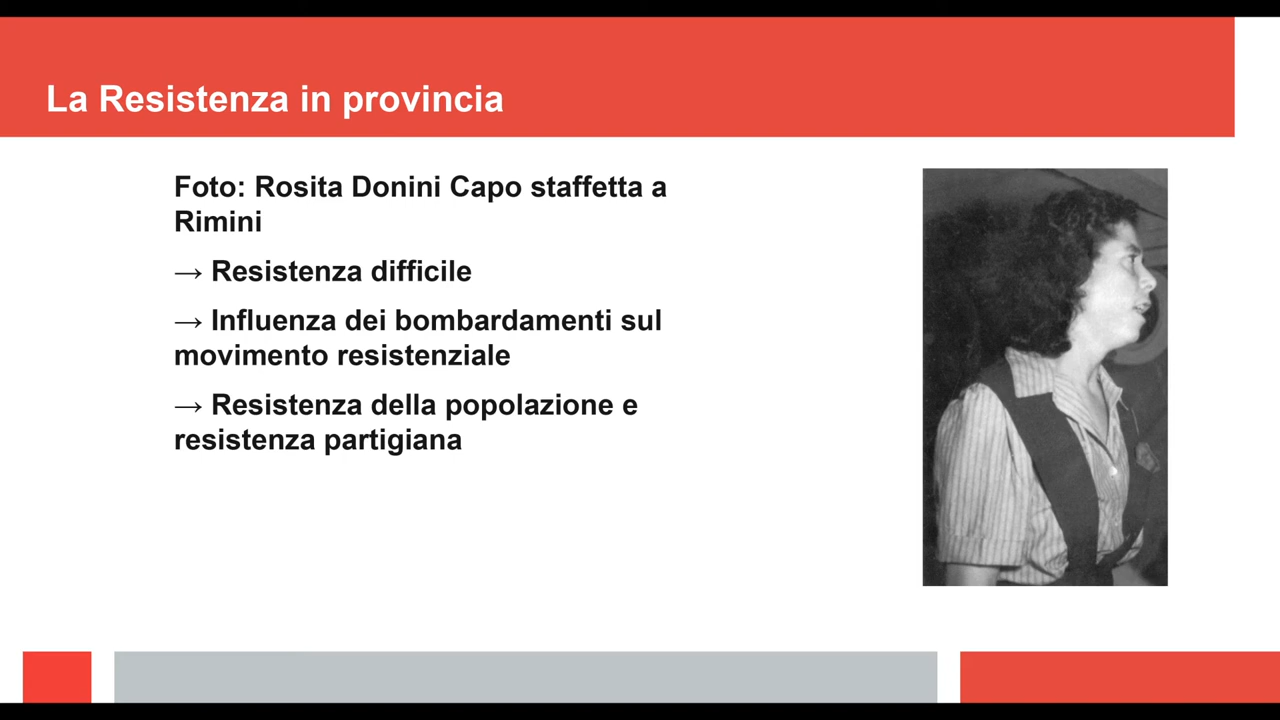 La Resistenza in provincia
Foto: Rosita Donini Capo staffetta a
Rimini
→ Resistenza difficile
→ Influenza dei bombardamenti sul
movimento resistenziale
→ Resistenza della popolazione e
resistenza partigiana